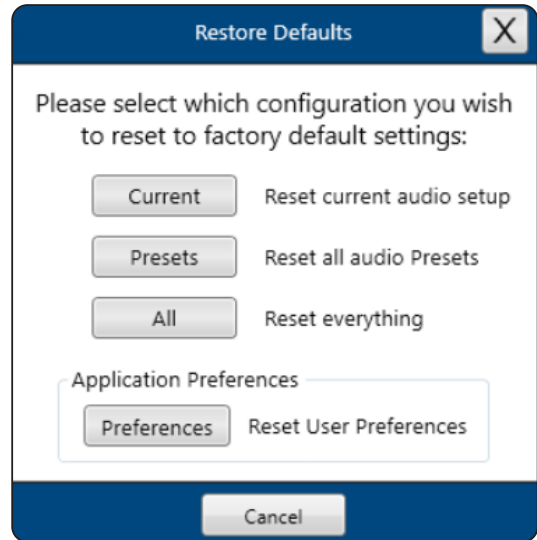 Restore Defaults
X
Please select which configuration you wish
to reset to factory default settings:
Current Reset current audio setup
Presets Reset all audio Presets
All Reset everything
Application Preferences
Preferences Reset User Preferences
Cancel